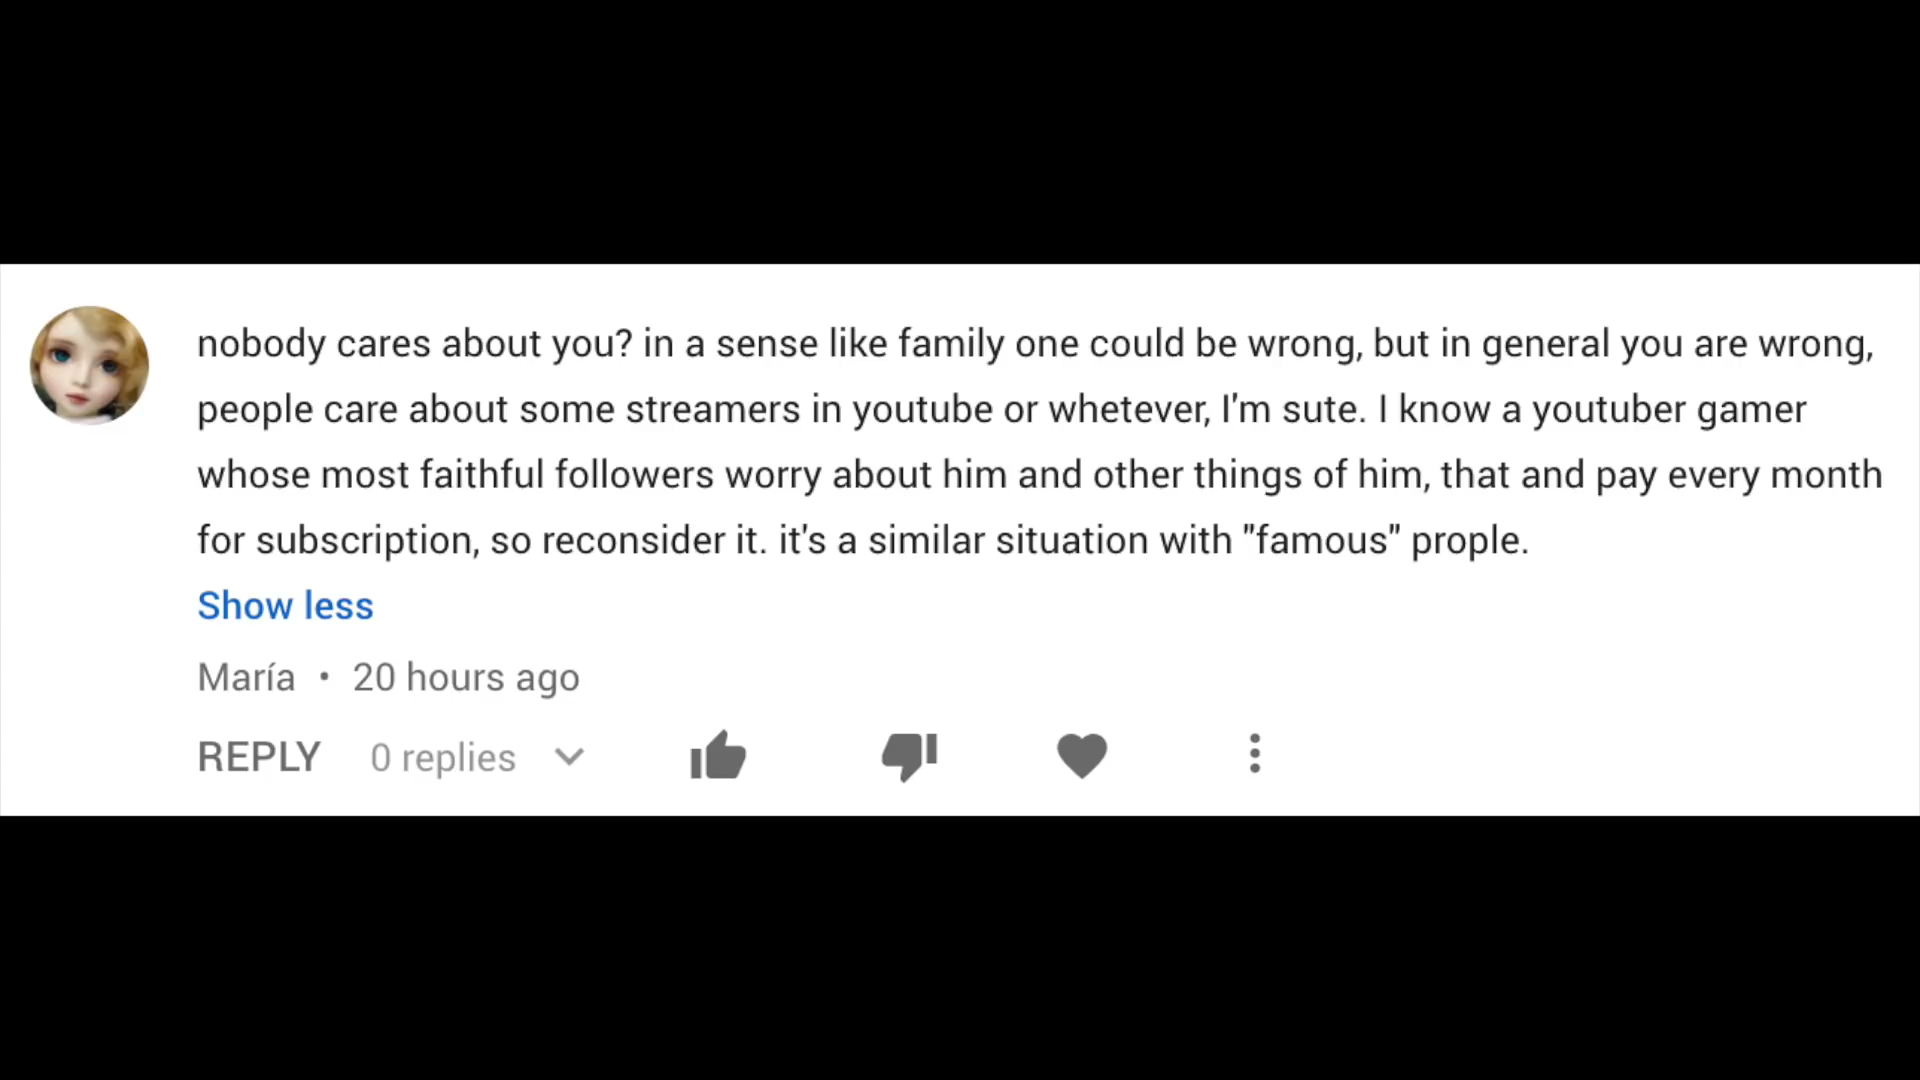 nobody cares about you? in a sense like family one could be wrong, but in general you are wrong,
people care about some streamers in youtube or whetever, I'm sute. I know a youtuber gamer
whose most faithful followers worry about him and other things of him, that and pay every month
for subscription, so reconsider it. it's a similar situation with "famous" prople.
Show less
María • 20 hours ago
REPLY 0 replies